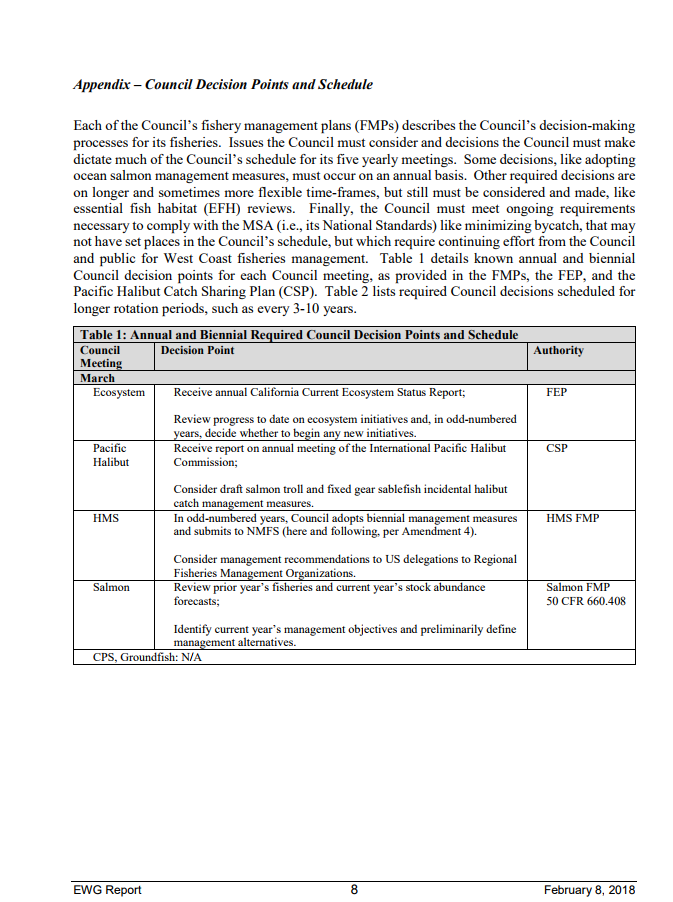 Appendix – Council Decision Points and Schedule
Each of the Council's fishery management plans (FMPs) describes the Council's decision-making
processes for its fisheries. Issues the Council must consider and decisions the Council must make
dictate much of the Council's schedule for its five yearly meetings. Some decisions, like adopting
ocean salmon management measures, must occur on an annual basis. Other required decisions are
on longer and sometimes more flexible time-frames, but still must be considered and made, like
essential fish habitat (EFH) reviews. Finally, the Council must meet ongoing requirements
necessary to comply with the MSA (i.e., its National Standards) like minimizing bycatch, that may
not have set places in the Council's schedule, but which require continuing effort from the Council
and public for West Coast fisheries management. Table 1 details known annual and biennial
Council decision points for each Council meeting, as provided in the FMPs, the FEP, and the
Pacific Halibut Catch Sharing Plan (CSP). Table 2 lists required Council decisions scheduled for
longer rotation periods, such as every 3-10 years.
Table 1: Annual and Biennial Required Council Decision Points and Schedule
Council Decision Point Authority
Meeting
March
Ecosystem Receive annual California Current Ecosystem Status Report; FEP
Review progress to date on ecosystem initiatives and, in odd-numbered
years, decide whether to begin any new initiatives.
Pacific Receive report on annual meeting of the International Pacific Halibut CSP
Halibut Commission;
Consider draft salmon troll and fixed gear sablefish incidental halibut
catch management measures.
HMS In odd-numbered years, Council adopts biennial management measures HMS FMP
and submits to NMFS (here and following, per Amendment 4).
Consider management recommendations to US delegations to Regional
Fisheries Management Organizations.
Salmon Review prior year's fisheries and current year's stock abundance Salmon FMP
forecasts; 50 CFR 660.408
Identify current year's management objectives and preliminarily define
management alternatives.
CPS, Groundfish: N/A
EWG Report 8 February 8, 2018